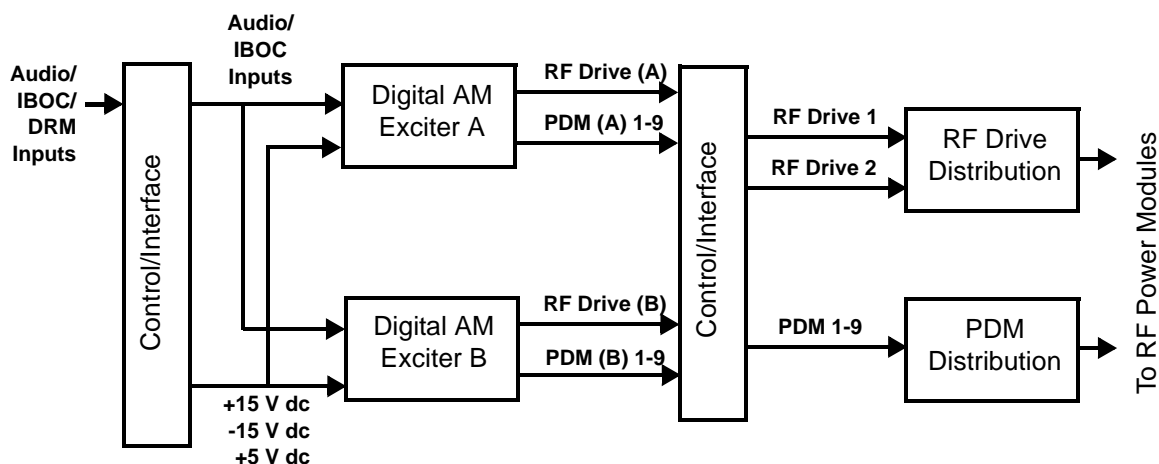 Audio/
IBOC/
DRM
Inputs
Control/Interface
Audio/
IBOC
Inputs
+15 V dc
-15 V dc
+5 V dc
Digital AM
Exciter A
RF Drive (A)
PDM (A) 1-9
Digital AM
Exciter B
RF Drive (B)
PDM (B) 1-9
Control/Interface
RF Drive 1
RF Drive 2
PDM 1-9
RF Drive
Distribution
PDM
Distribution
To RF Power Modules